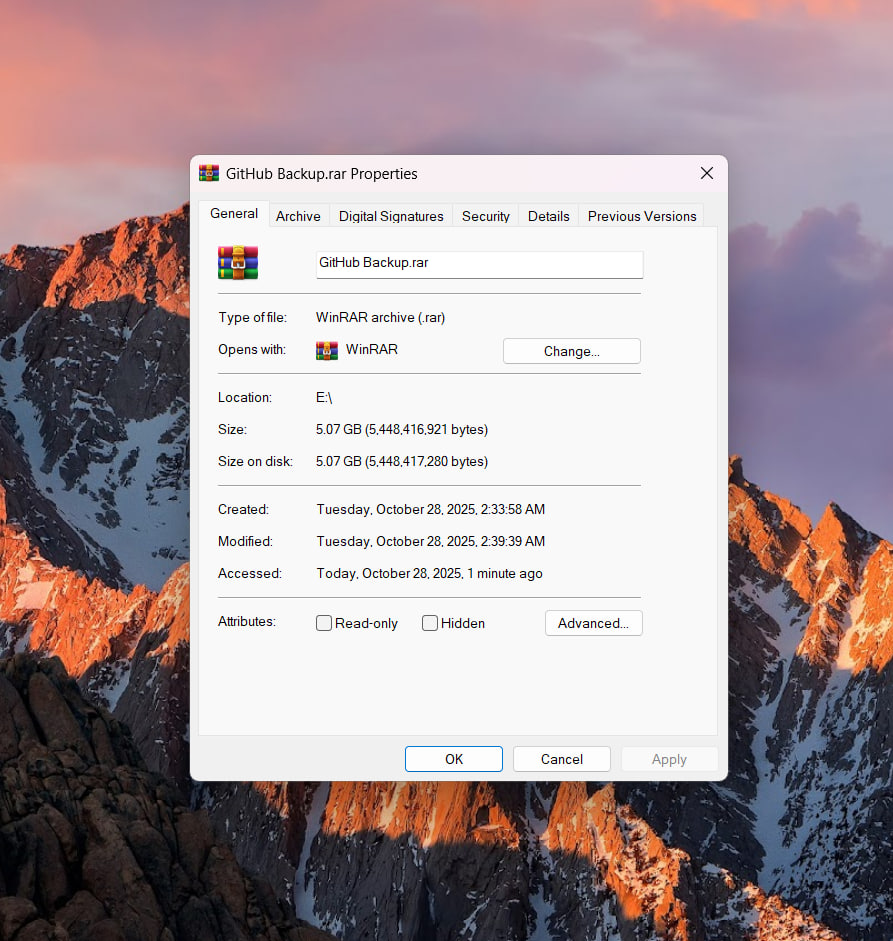 GitHub Backup.rar Properties
General Archive Digital Signatures Security Details Previous Versions
GitHub Backup.rar
Type of file: WinRAR archive (.rar)
Opens with: WinRAR Change...
Location: E:\
Size: 5.07 GB (5,448,416,921 bytes)
Size on disk: 5.07 GB (5,448,417,280 bytes)
Created: Tuesday, October 28, 2025, 2:33:58 AM
Modified: Tuesday, October 28, 2025, 2:39:39 AM
Accessed: Today, October 28, 2025, 1 minute ago
Attributes: Read-only Hidden Advanced...
OK Cancel Apply